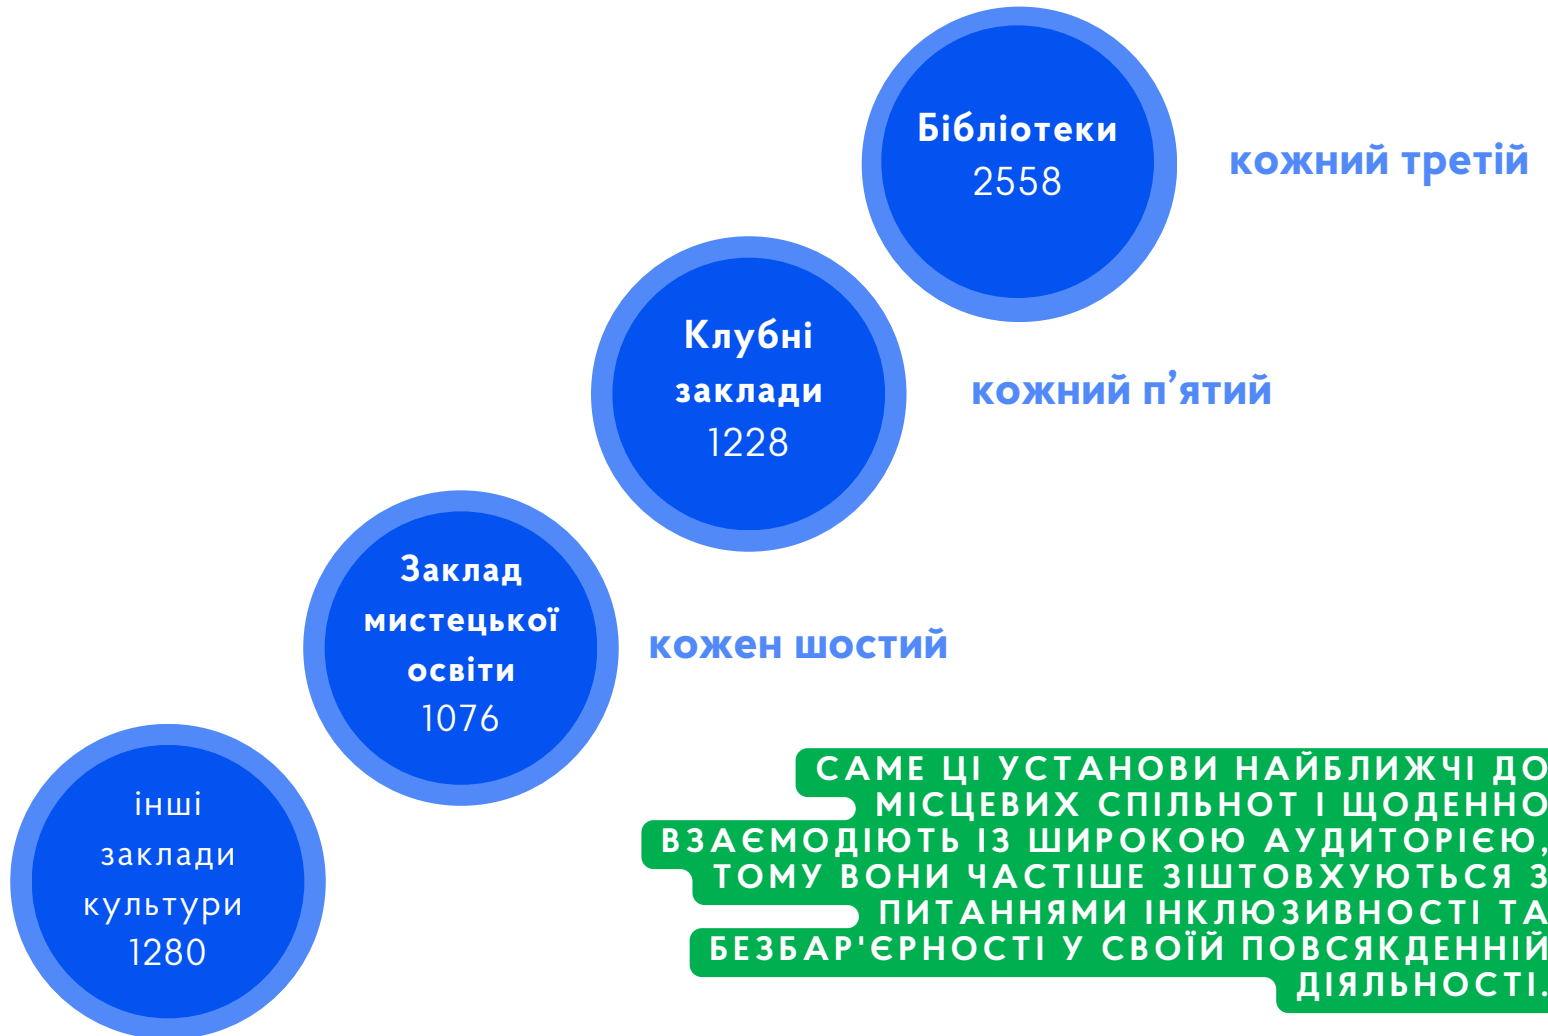 Бібліотеки
2558
кожний третій
Клубні
заклади
1228
кожний п’ятий
Заклад
мистецької
освіти
1076
кожен шостий
інші
заклади
культури
1280
САМЕ ЦІ УСТАНОВИ НАЙБЛИЖЧІ ДО
МІСЦЕВИХ СПІЛЬНОТ І ЩОДЕННО
ВЗАЄМОДІЮТЬ ІЗ ШИРОКОЮ АУДИТОРІЄЮ,
ТОМУ ВОНИ ЧАСТІШЕ ЗІШТОВХУЮТЬСЯ З
ПИТАННЯМИ ІНКЛЮЗИВНОСТІ ТА
БЕЗБАР'ЄРНОСТІ У СВОЇЙ ПОВСЯКДЕННІЙ
ДІЯЛЬНОСТІ.